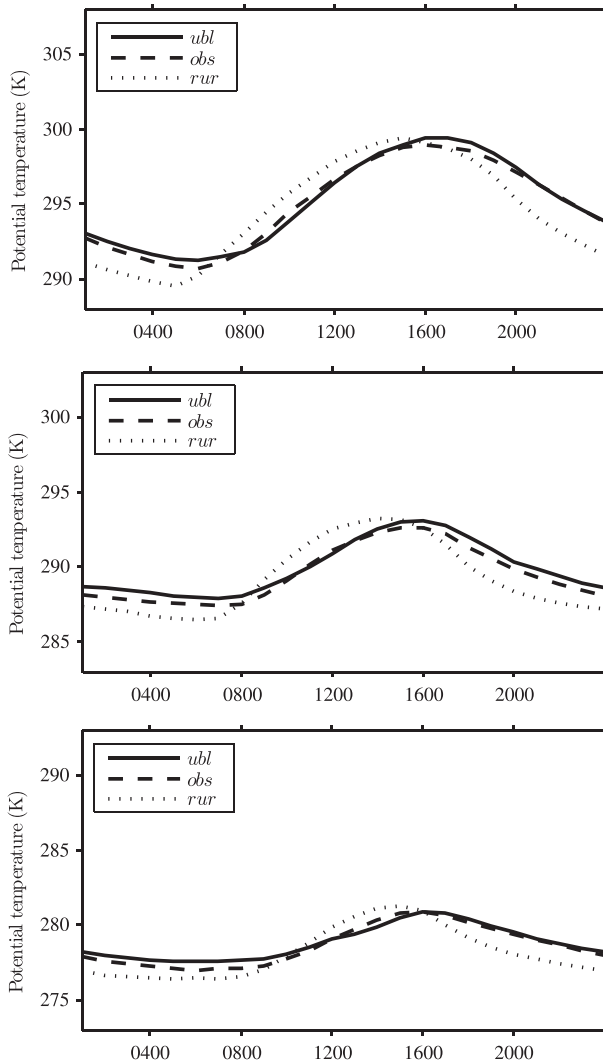 305
300
295
290
Potential temperature (K)
ubl
obs
rur
0400 0800 1200 1600 2000
300
295
290
285
Potential temperature (K)
ubl
obs
rur
0400 0800 1200 1600 2000
290
285
280
275
Potential temperature (K)
ubl
obs
rur
0400 0800 1200 1600 2000